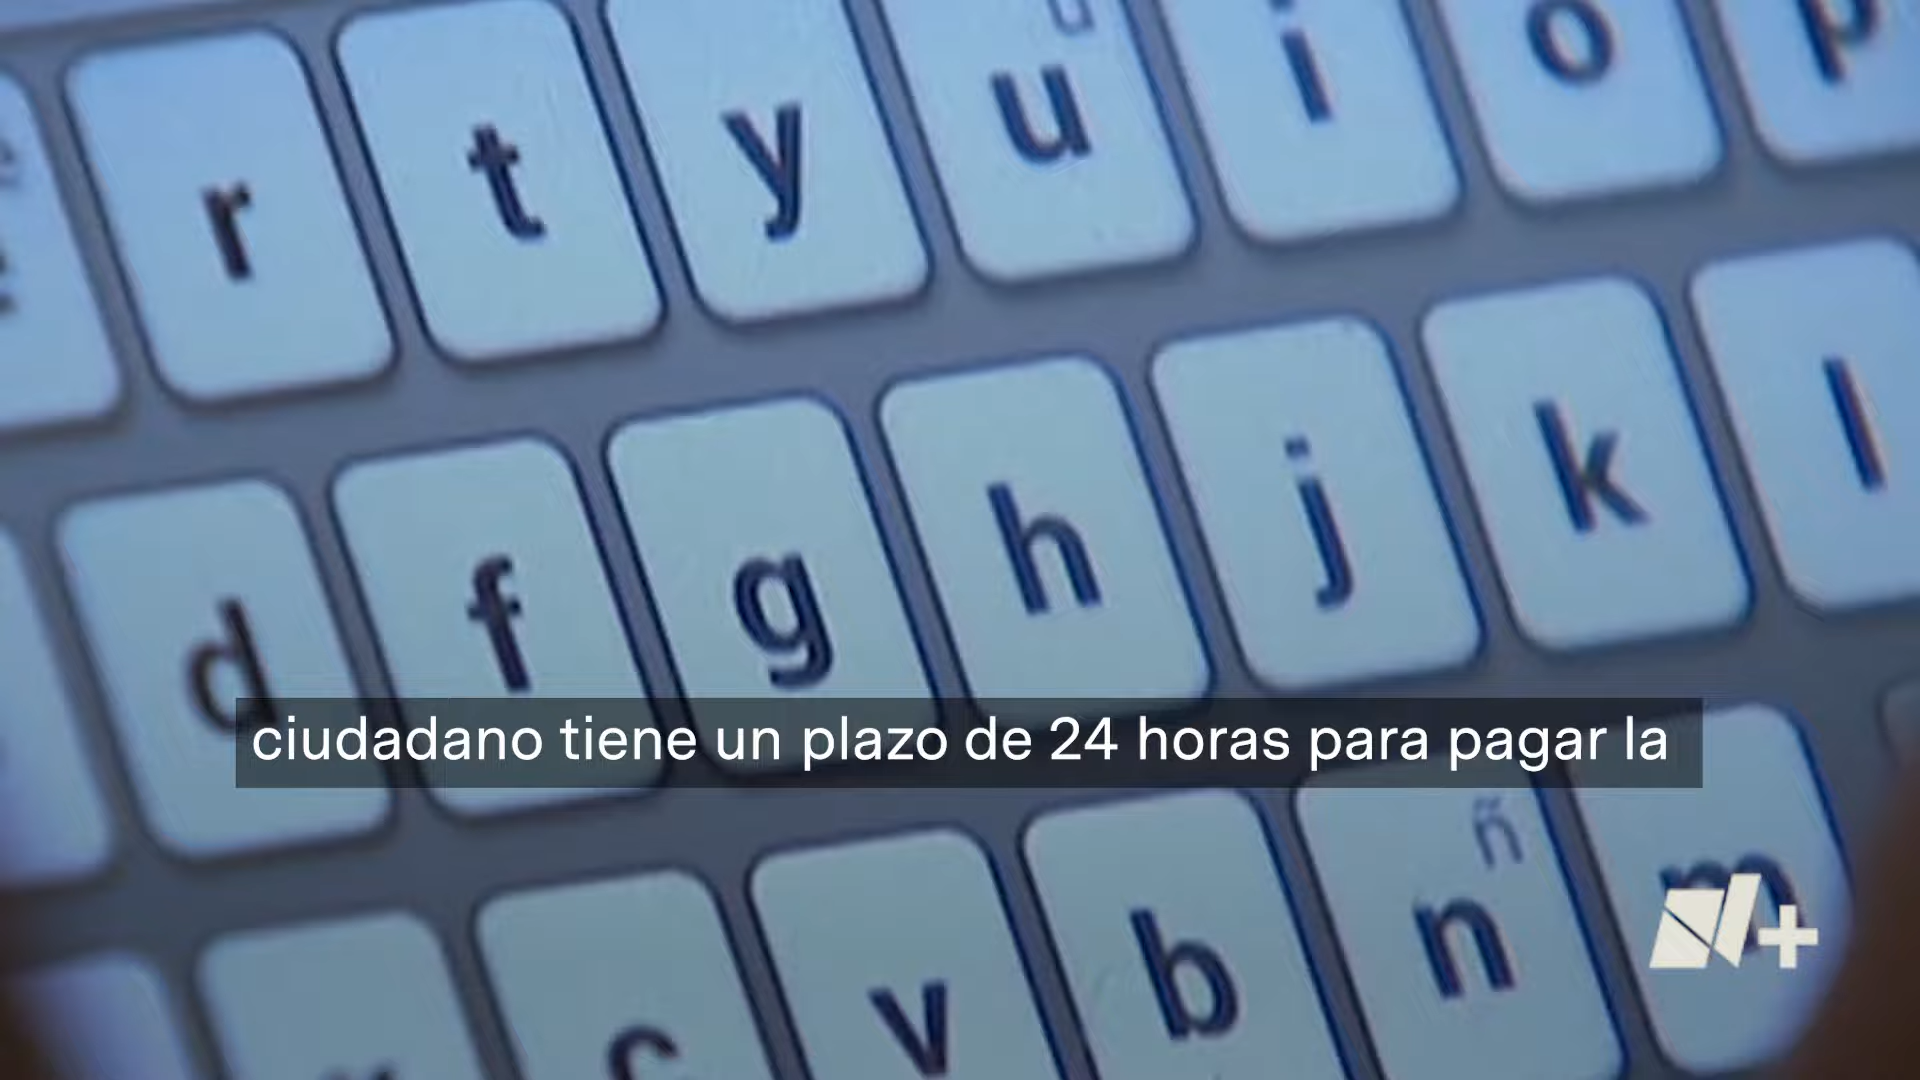 r t y u i o p
d f g h j k l
ciudadano tiene un plazo de 24 horas para pagar la
ñ
c v b n m
N+